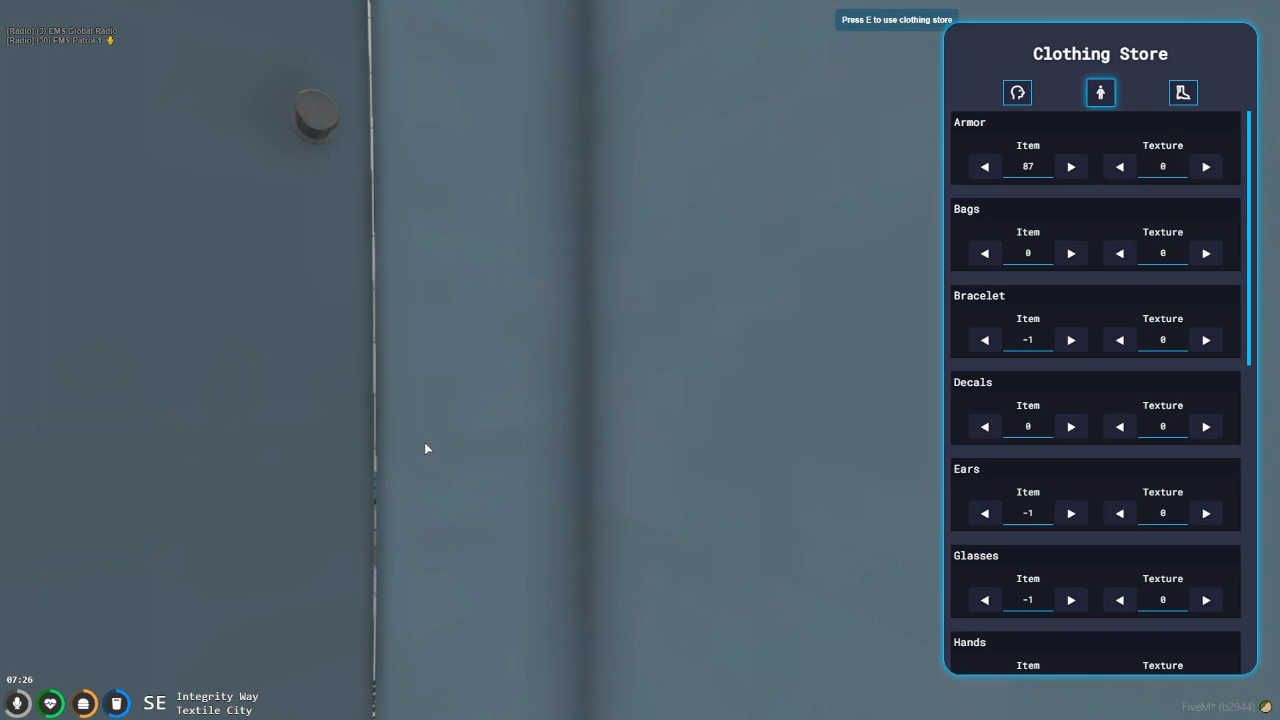 [Radio] (3) EMS Global Radio
[Radio] (30) EMS Patrol 1
Press E to use clothing store
Clothing Store
Armor
Item Texture
87 0
Bags
Item Texture
0 0
Bracelet
Item Texture
-1 0
Decals
Item Texture
0 0
Ears
Item Texture
-1 0
Glasses
Item Texture
-1 0
Hands
Item Texture
07:26
SE
Integrity Way
Textile City
FiveM* (b2944)